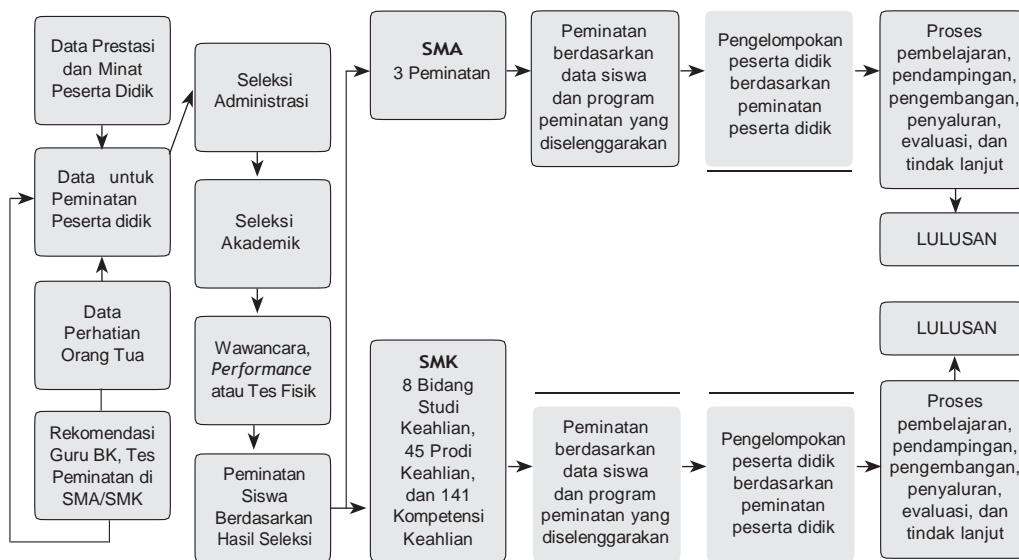 Data Prestasi
dan Minat
Peserta Didik
Data untuk
Peminatan
Peserta didik
Data
Perhatian
Orang Tua
Rekomendasi
Guru BK, Tes
Peminatan di
SMA/SMK
Seleksi
Administrasi
Seleksi
Akademik
Wawancara,
Performance
atau Tes Fisik
Peminatan
Siswa
Berdasarkan
Hasil Seleksi
SMA
3 Peminatan
Peminatan
berdasarkan
data siswa
dan program
peminatan yang
diselenggarakan
Pengelompokan
peserta didik
berdasarkan
peminatan
peserta didik
Proses
pembelajaran,
pendampingan,
pengembangan,
penyaluran,
evaluasi, dan
tindak lanjut
LULUSAN
SMK
8 Bidang
Studi
Keahlian,
45 Prodi
Keahlian,
dan 141
Kompetensi
Keahlian
Peminatan
berdasarkan
data siswa
dan program
peminatan yang
diselenggarakan
Pengelompokan
peserta didik
berdasarkan
peminatan
peserta didik
Proses
pembelajaran,
pendampingan,
pengembangan,
penyaluran,
evaluasi, dan
tindak lanjut
LULUSAN